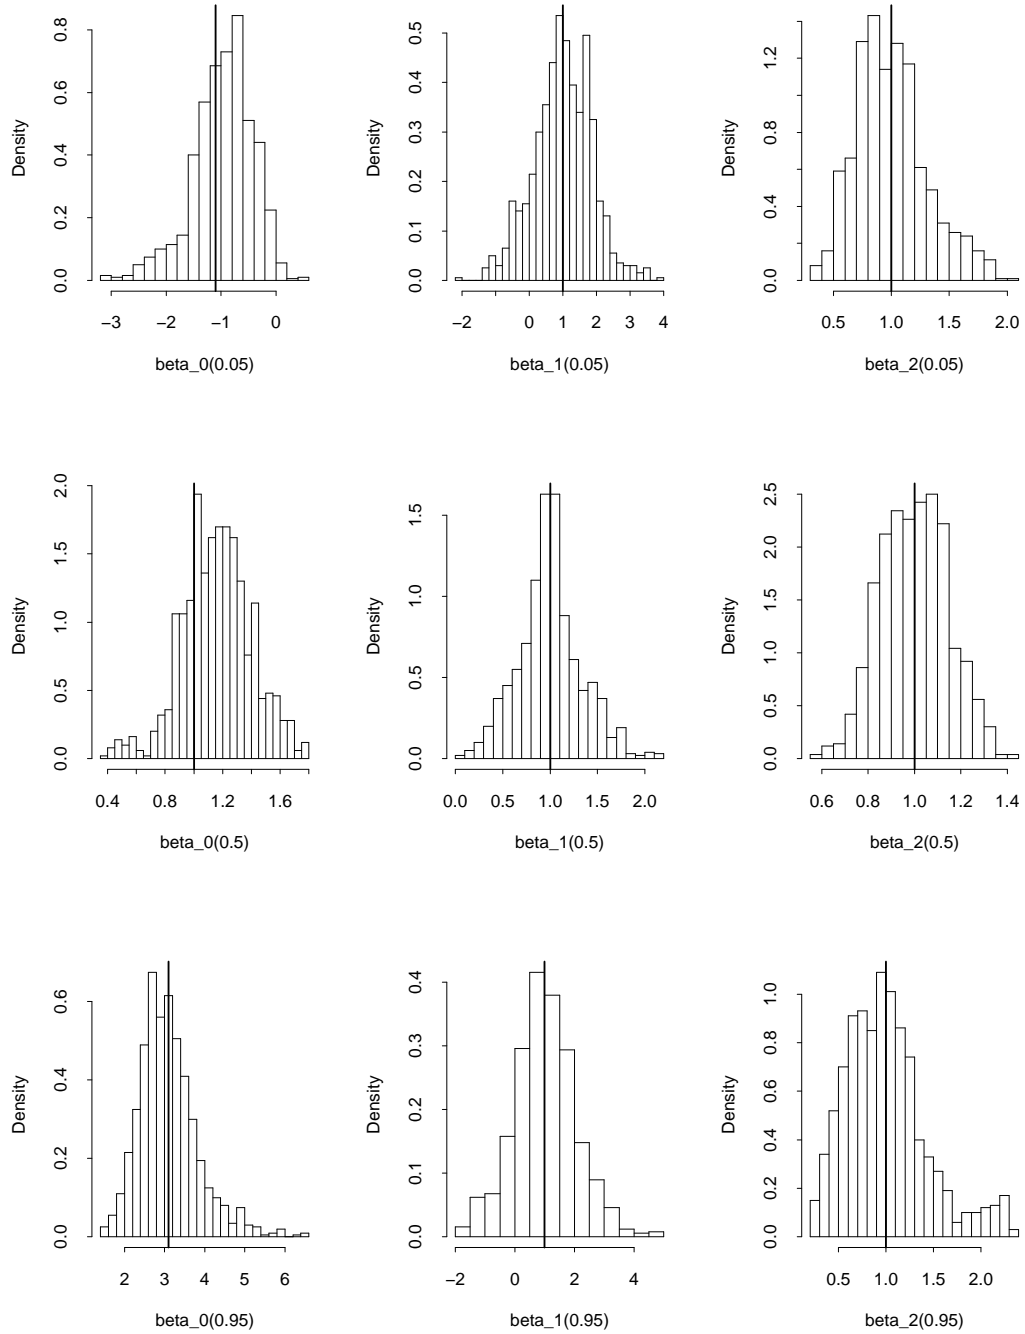 Density
0.0 0.2 0.4 0.6 0.8
−3 −2 −1 0
beta_0(0.05)
Density
0.0 0.1 0.2 0.3 0.4 0.5
−2 0 1 2 3 4
beta_1(0.05)
Density
0.0 0.4 0.8 1.2
0.5 1.0 1.5 2.0
beta_2(0.05)
Density
0.0 0.5 1.0 1.5 2.0
0.4 0.8 1.2 1.6
beta_0(0.5)
Density
0.0 0.5 1.0 1.5
0.0 0.5 1.0 1.5 2.0
beta_1(0.5)
Density
0.0 0.5 1.0 1.5 2.0 2.5
0.6 0.8 1.0 1.2 1.4
beta_2(0.5)
Density
0.0 0.2 0.4 0.6
2 3 4 5 6
beta_0(0.95)
Density
0.0 0.1 0.2 0.3 0.4
−2 0 2 4
beta_1(0.95)
Density
0.0 0.2 0.4 0.6 0.8 1.0
0.5 1.0 1.5 2.0
beta_2(0.95)